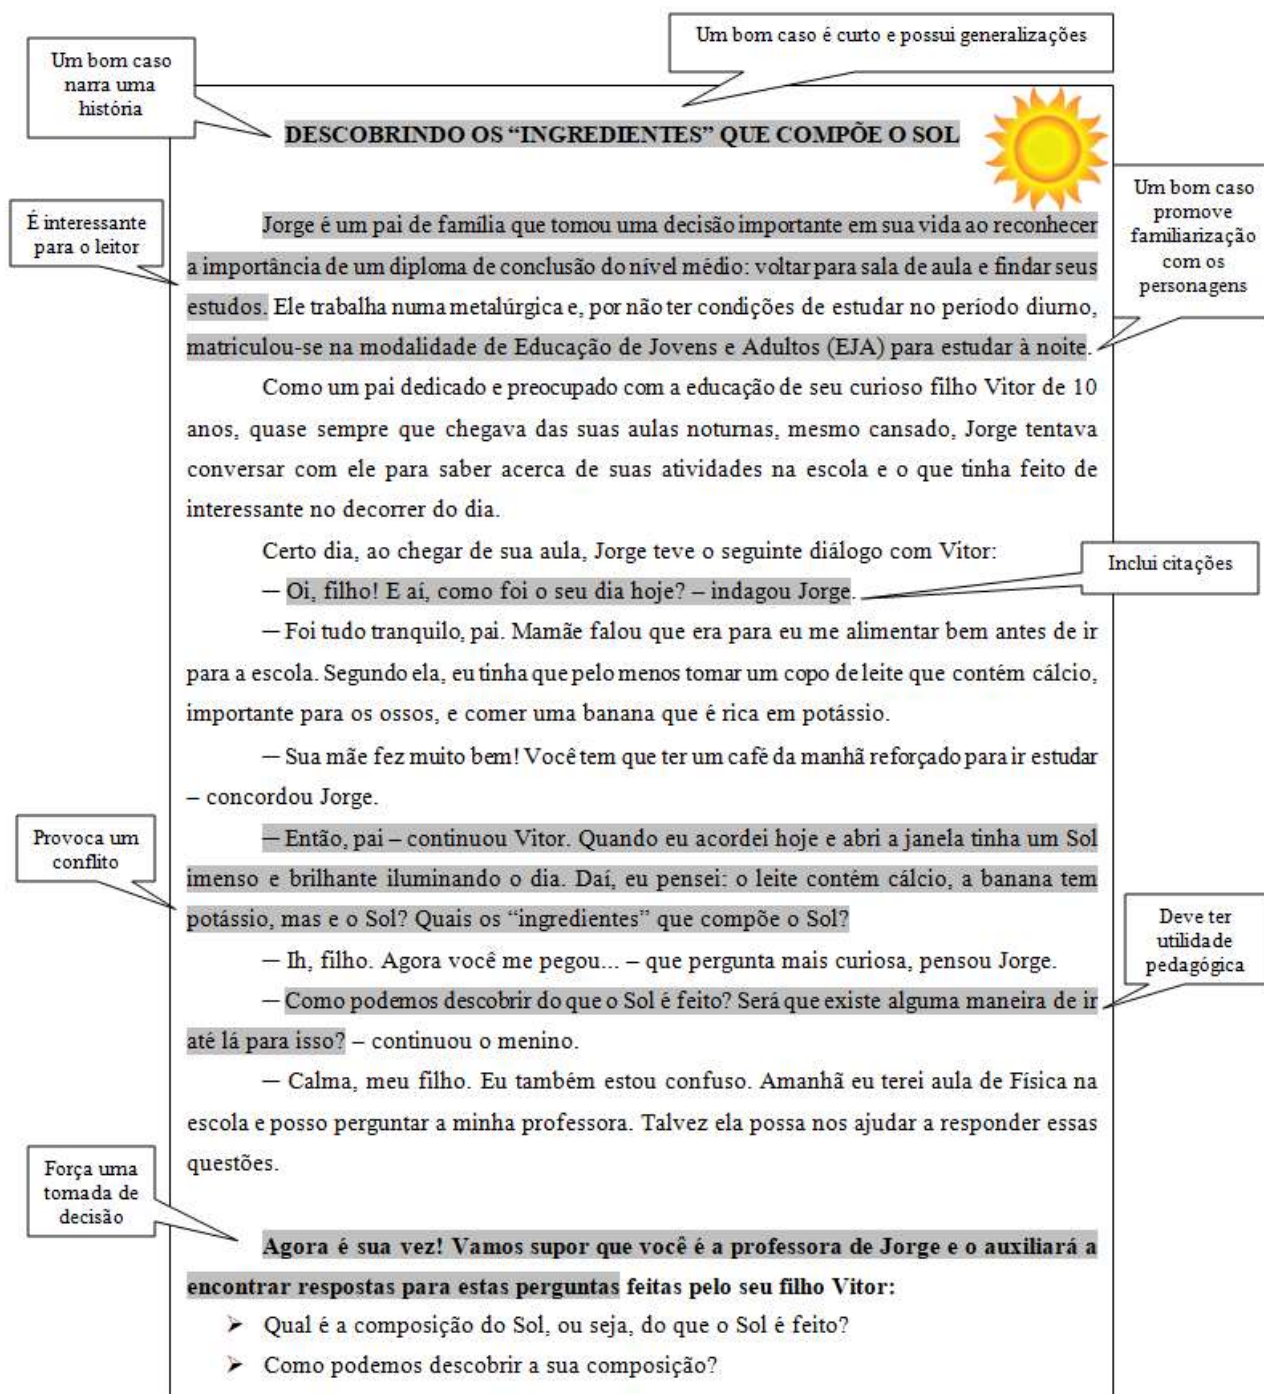 Um bom caso é curto e possui generalizações
Um bom caso
narra uma
história
DESCOBRINDO OS “INGREDIENTES” QUE COMPÕE O SOL
Um bom caso
promove
familiarização
com os
personagens
É interessante
para o leitor
Jorge é um pai de família que tomou uma decisão importante em sua vida ao reconhecer
a importância de um diploma de conclusão do nível médio: voltar para sala de aula e findar seus
estudos. Ele trabalha numa metalúrgica e, por não ter condições de estudar no período diurno,
matriculou-se na modalidade de Educação de Jovens e Adultos (EJA) para estudar à noite.
Como um pai dedicado e preocupado com a educação de seu curioso filho Vitor de 10
anos, quase sempre que chegava das suas aulas noturnas, mesmo cansado, Jorge tentava
conversar com ele para saber acerca de suas atividades na escola e o que tinha feito de
interessante no decorrer do dia.
Certo dia, ao chegar de sua aula, Jorge teve o seguinte diálogo com Vitor:
Inclui citações
— Oi, filho! E aí, como foi o seu dia hoje? – indagou Jorge.
— Foi tudo tranquilo, pai. Mamãe falou que era para eu me alimentar bem antes de ir
para a escola. Segundo ela, eu tinha que pelo menos tomar um copo de leite que contém cálcio,
importante para os ossos, e comer uma banana que é rica em potássio.
— Sua mãe fez muito bem! Você tem que ter um café da manhã reforçado para ir estudar
– concordou Jorge.
Provoca um
conflito
— Então, pai – continuou Vitor. Quando eu acordei hoje e abri a janela tinha um Sol
imenso e brilhante iluminando o dia. Daí, eu pensei: o leite contém cálcio, a banana tem
potássio, mas e o Sol? Quais os “ingredientes” que compõe o Sol?
Deve ter
utilidade
pedagógica
— Ih, filho. Agora você me pegou... – que pergunta mais curiosa, pensou Jorge.
— Como podemos descobrir do que o Sol é feito? Será que existe alguma maneira de ir
até lá para isso? – continuou o menino.
— Calma, meu filho. Eu também estou confuso. Amanhã eu terei aula de Física na
escola e posso perguntar a minha professora. Talvez ela possa nos ajudar a responder essas
questões.
Força uma
tomada de
decisão
Agora é sua vez! Vamos supor que você é a professora de Jorge e o auxiliará a
encontrar respostas para estas perguntas feitas pelo seu filho Vitor:
➢ Qual é a composição do Sol, ou seja, do que o Sol é feito?
➢ Como podemos descobrir a sua composição?